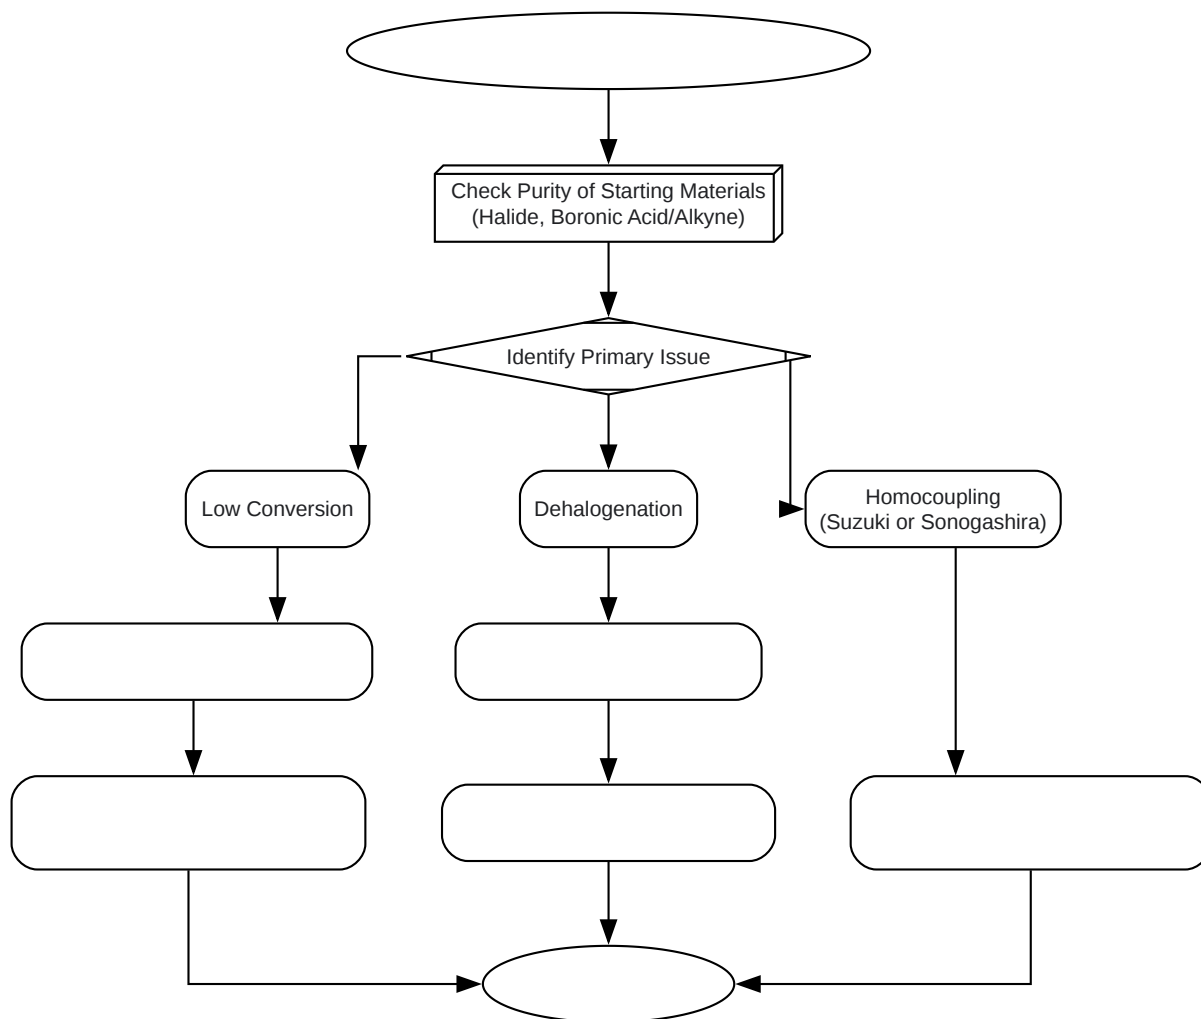 Check Purity of Starting Materials
(Halide, Boronic Acid/Alkyne)
Identify Primary Issue
Low Conversion
Dehalogenation
Homocoupling
(Suzuki or Sonogashira)